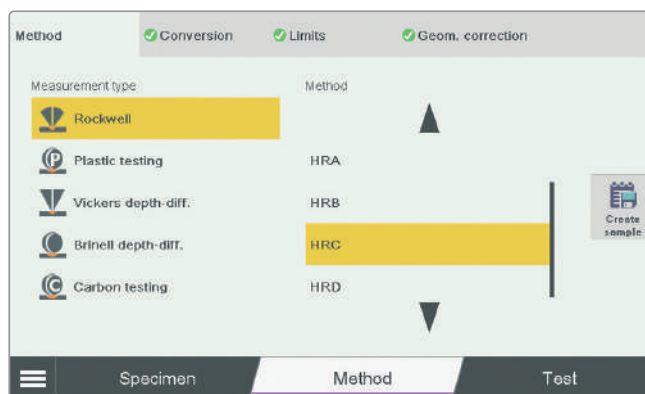 Method
Conversion
Limits
Geom. correction
Measurement type
Method
Rockwell
P Plastic testing
HRA
Vickers depth-diff.
HRB
Brinell depth-diff.
HRC
C Carbon testing
HRD
Create
sample
Specimen
Method
Test